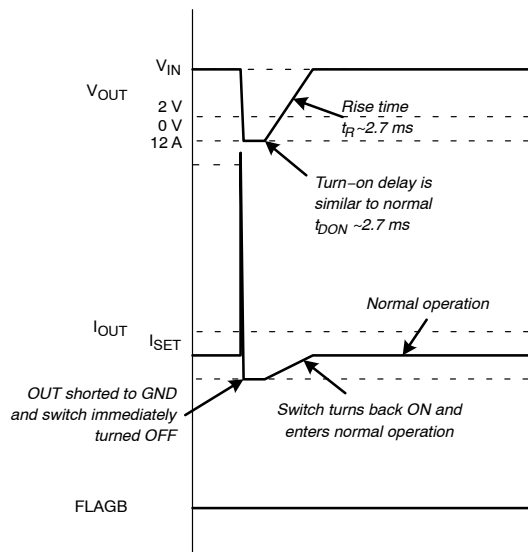 V_IN
V_OUT
2 V
0 V
12 A
Rise time
t_R~2.7 ms
Turn−on delay is
similar to normal
t_DON ~2.7 ms
Normal operation
I_OUT
I_SET
OUT shorted to GND
and switch immediately
turned OFF
Switch turns back ON and
enters normal operation
FLAGB